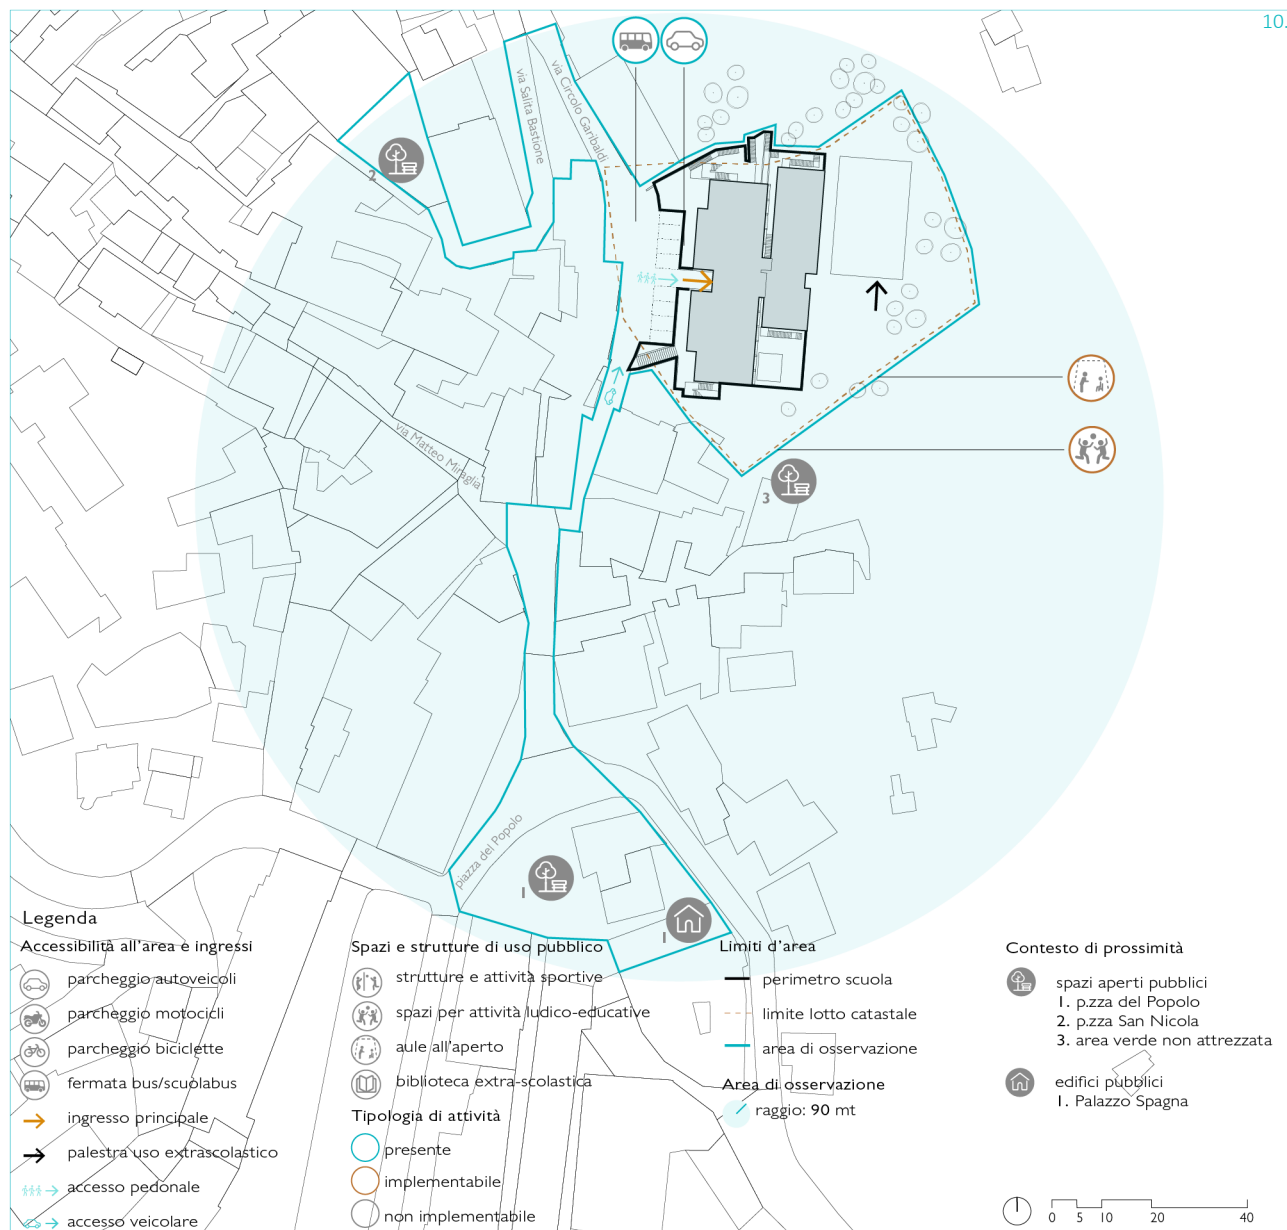 10.
via Salita Bastione
via Circolo Garibaldi
2
via Matteo Miraglia
3
piazza del Popolo
1
1
Legenda
Accessibilità all'area e ingressi
parcheggio autoveicoli
parcheggio motocicli
parcheggio biciclette
fermata bus/scuolabus
ingresso principale
palestra uso extrascolastico
accesso pedonale
accesso veicolare
Spazi e strutture di uso pubblico
strutture e attività sportive
spazi per attività ludico-educative
aule all'aperto
biblioteca extra-scolastica
Tipologia di attività
presente
implementabile
non implementabile
Limiti d'area
perimetro scuola
limite lotto catastale
area di osservazione
Area di osservazione
raggio: 90 mt
Contesto di prossimità
spazi aperti pubblici
1. p.zza del Popolo
2. p.zza San Nicola
3. area verde non attrezzata
edifici pubblici
1. Palazzo Spagna
0 5 10 20 40